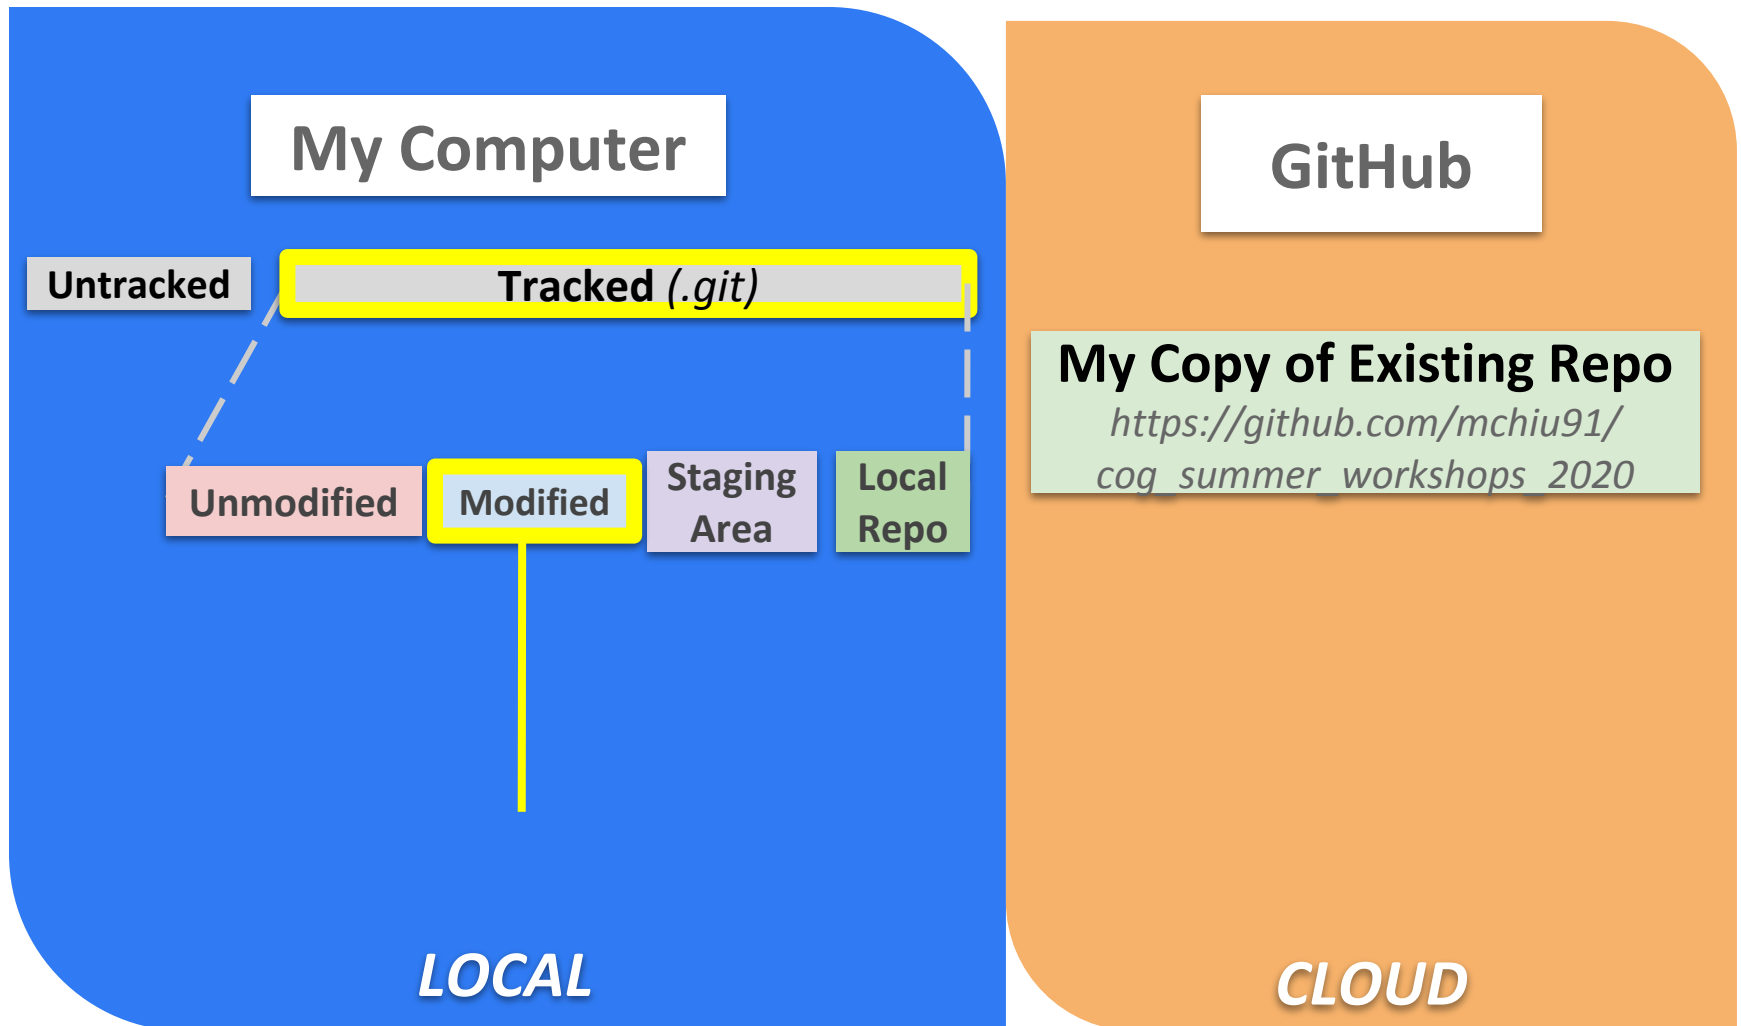 My Computer
GitHub
Untracked
Tracked (.git)
My Copy of Existing Repo
https://github.com/mchiu91/
cog_summer_workshops_2020
Unmodified
Modified
Staging
Area
Local
Repo
LOCAL
CLOUD